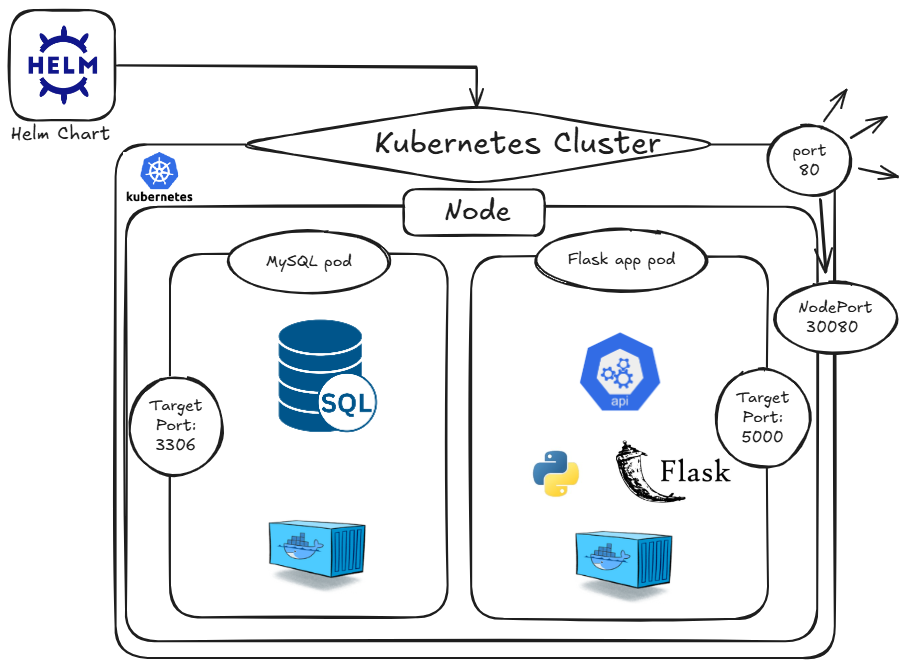 HELM
Helm Chart
Kubernetes Cluster
port
80
kubernetes
Node
MySQL pod
Flask app pod
NodePort
30080
SQL
api
Target
Port:
3306
Target
Port:
5000
Flask